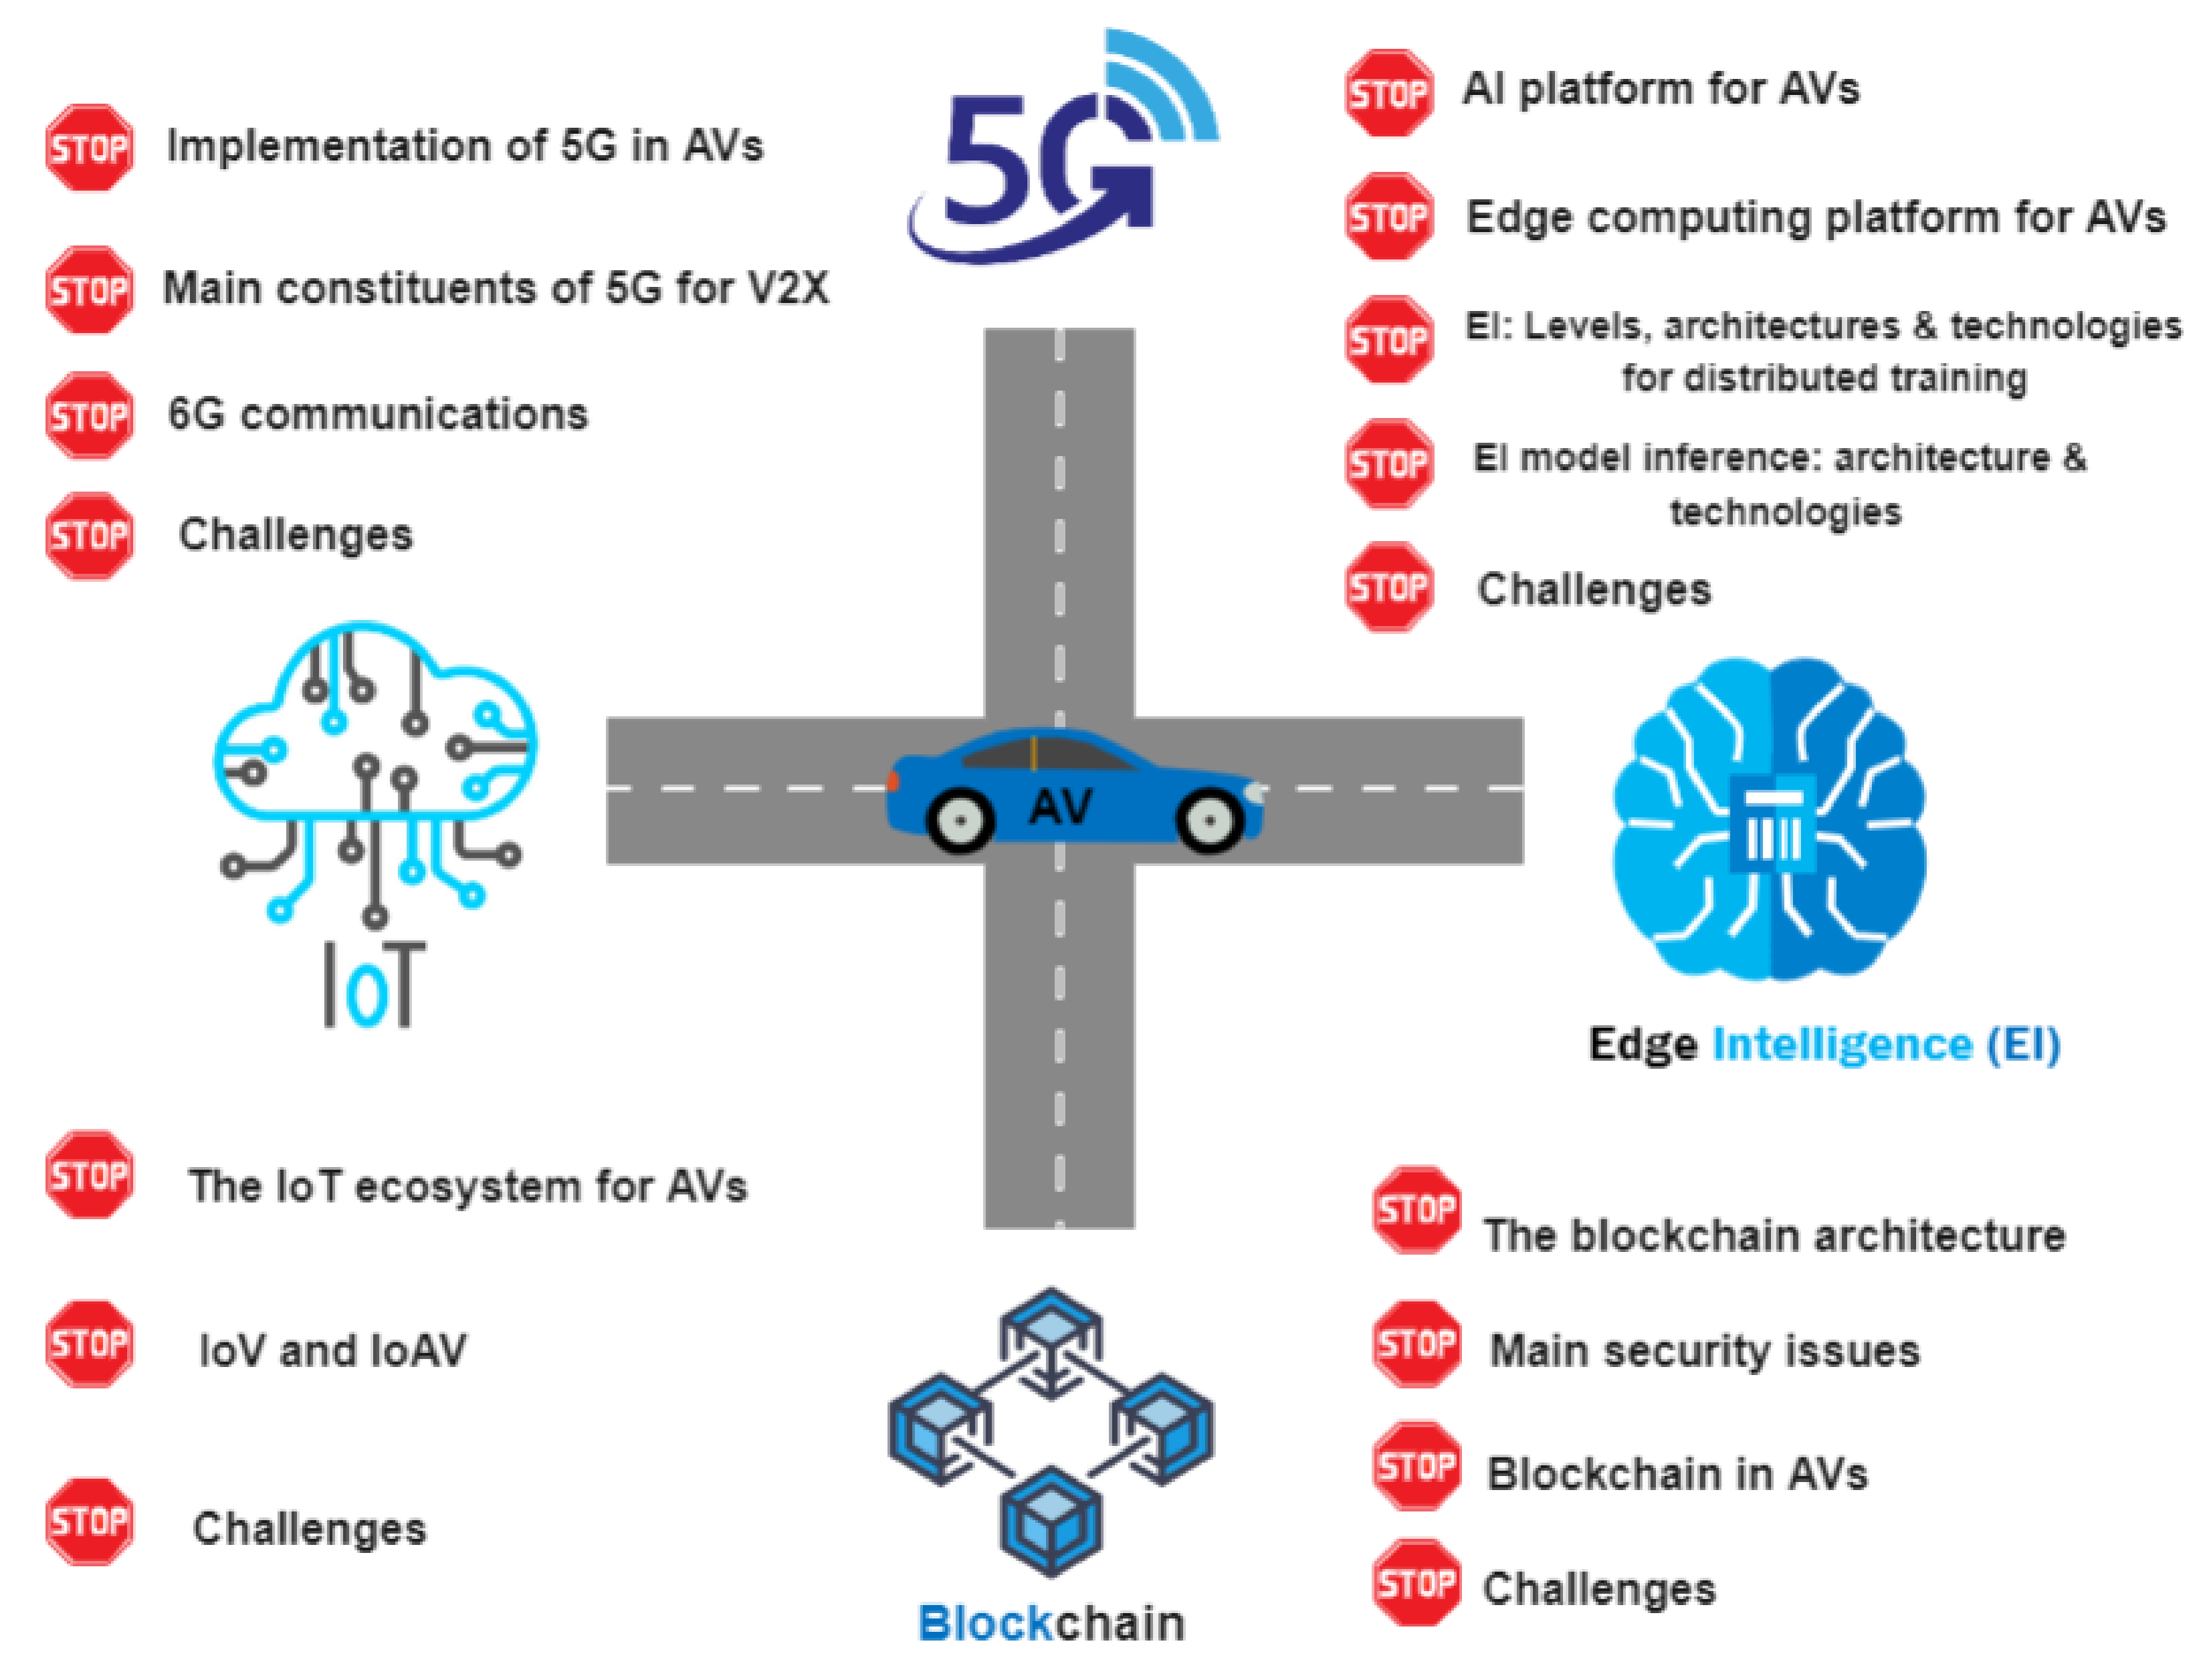 5G
STOP Implementation of 5G in AVs
STOP Main constituents of 5G for V2X
STOP 6G communications
STOP Challenges
STOP AI platform for AVs
STOP Edge computing platform for AVs
STOP EI: Levels, architectures & technologies
for distributed training
STOP EI model inference: architecture &
technologies
STOP Challenges
AV
IoT
Edge Intelligence (EI)
STOP The IoT ecosystem for AVs
STOP IoV and IoAV
STOP Challenges
STOP The blockchain architecture
STOP Main security issues
STOP Blockchain in AVs
STOP Challenges
Blockchain